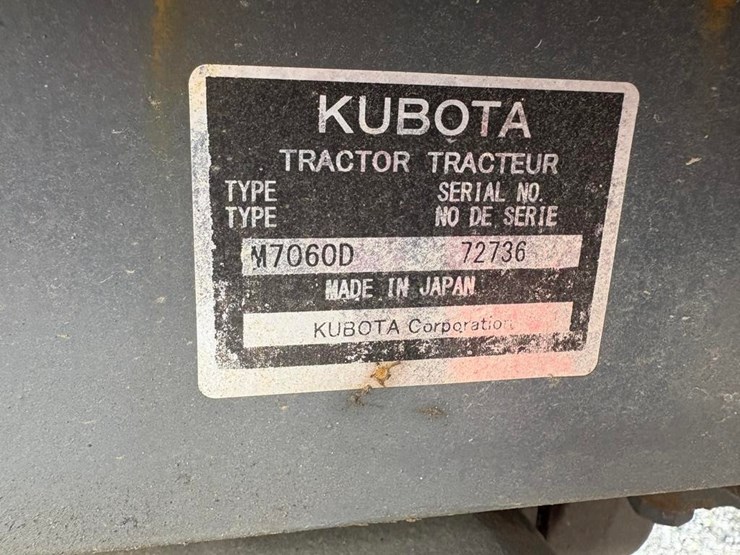 KUBOTA
TRACTOR TRACTEUR
TYPE SERIAL NO.
TYPE NO DE SERIE
M7060D 72736
MADE IN JAPAN
KUBOTA Corporation